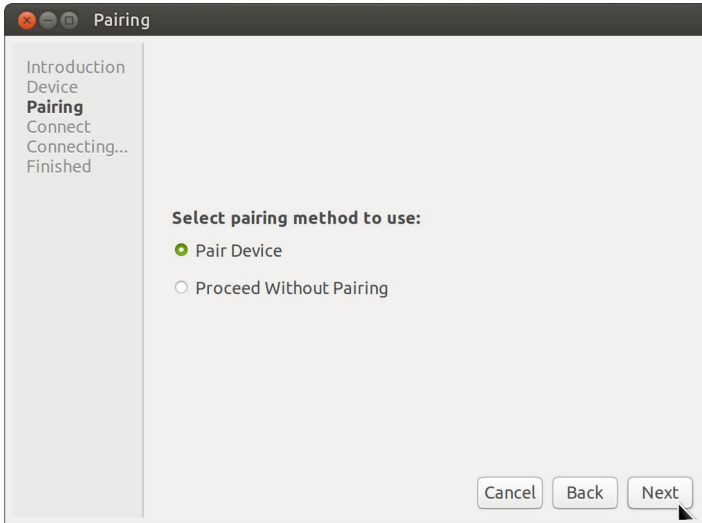 Pairing
Introduction
Device
Pairing
Connect
Connecting...
Finished
Select pairing method to use:
Pair Device
Proceed Without Pairing
Cancel Back Next